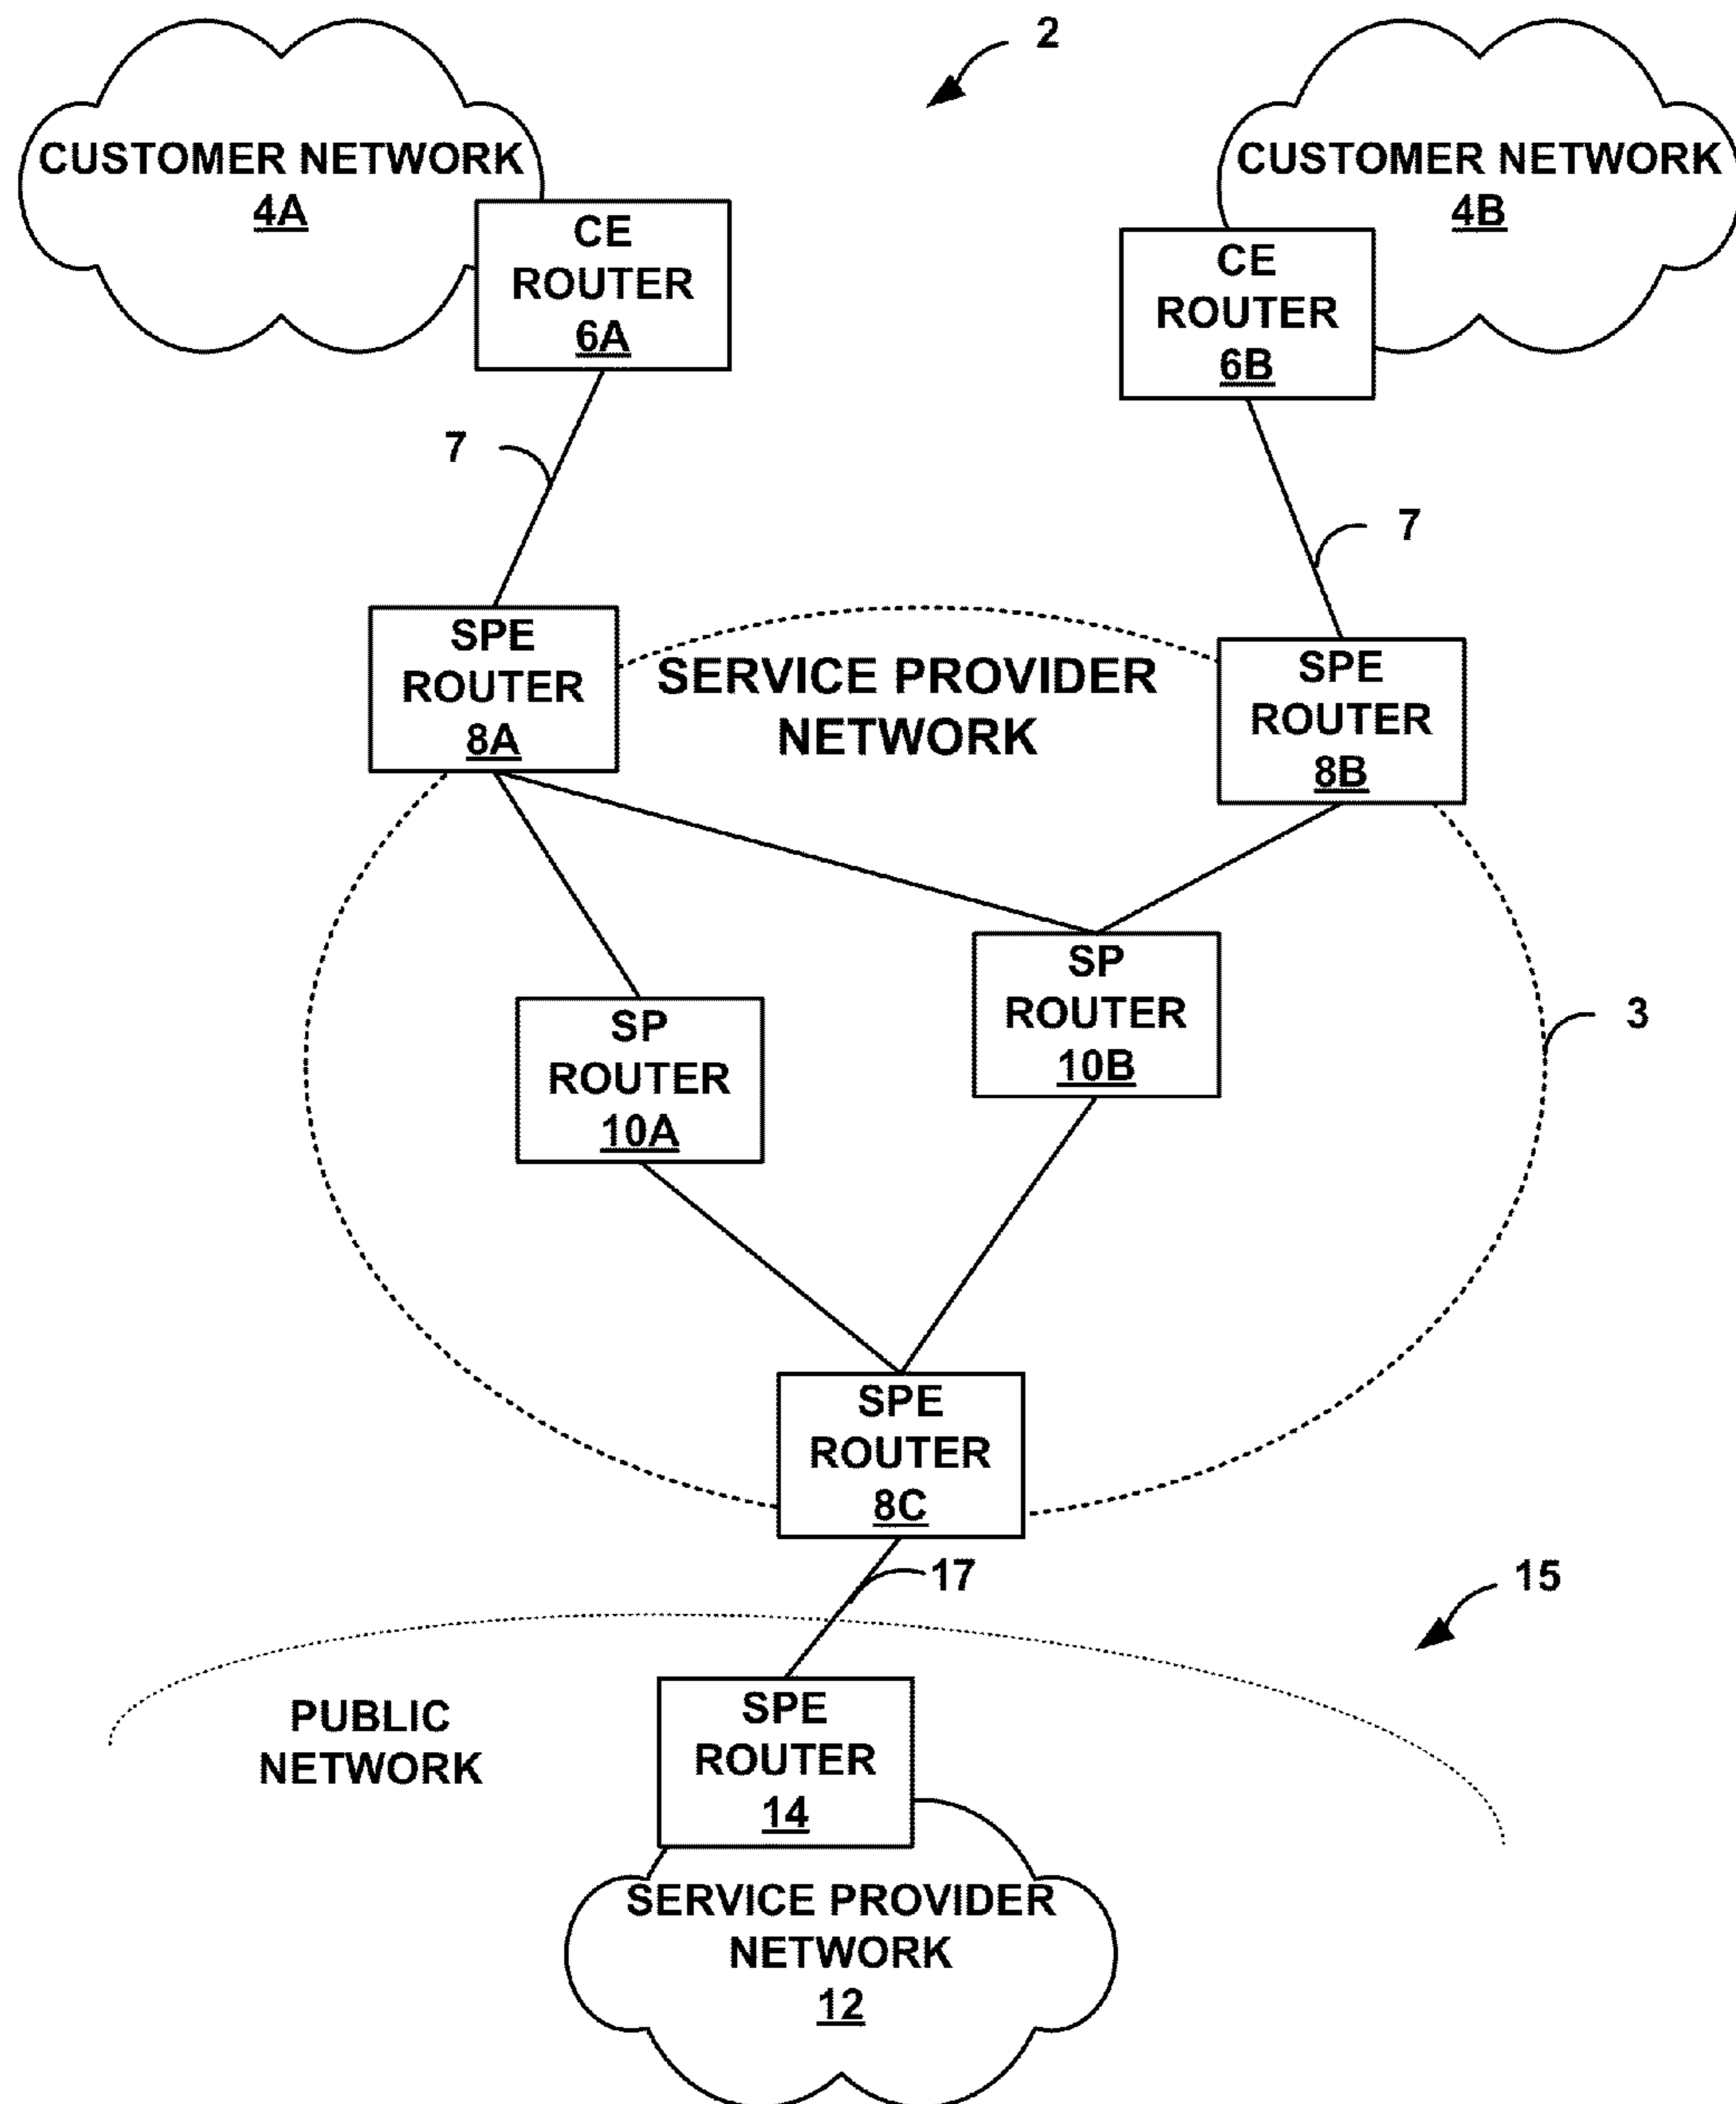 2
CUSTOMER NETWORK
4A
CUSTOMER NETWORK
4B
CE
ROUTER
6A
CE
ROUTER
6B
7
7
SPE
ROUTER
8A
SERVICE PROVIDER
NETWORK
SPE
ROUTER
8B
SP
ROUTER
10A
SP
ROUTER
10B
3
SPE
ROUTER
8C
17
15
PUBLIC
NETWORK
SPE
ROUTER
14
SERVICE PROVIDER
NETWORK
12